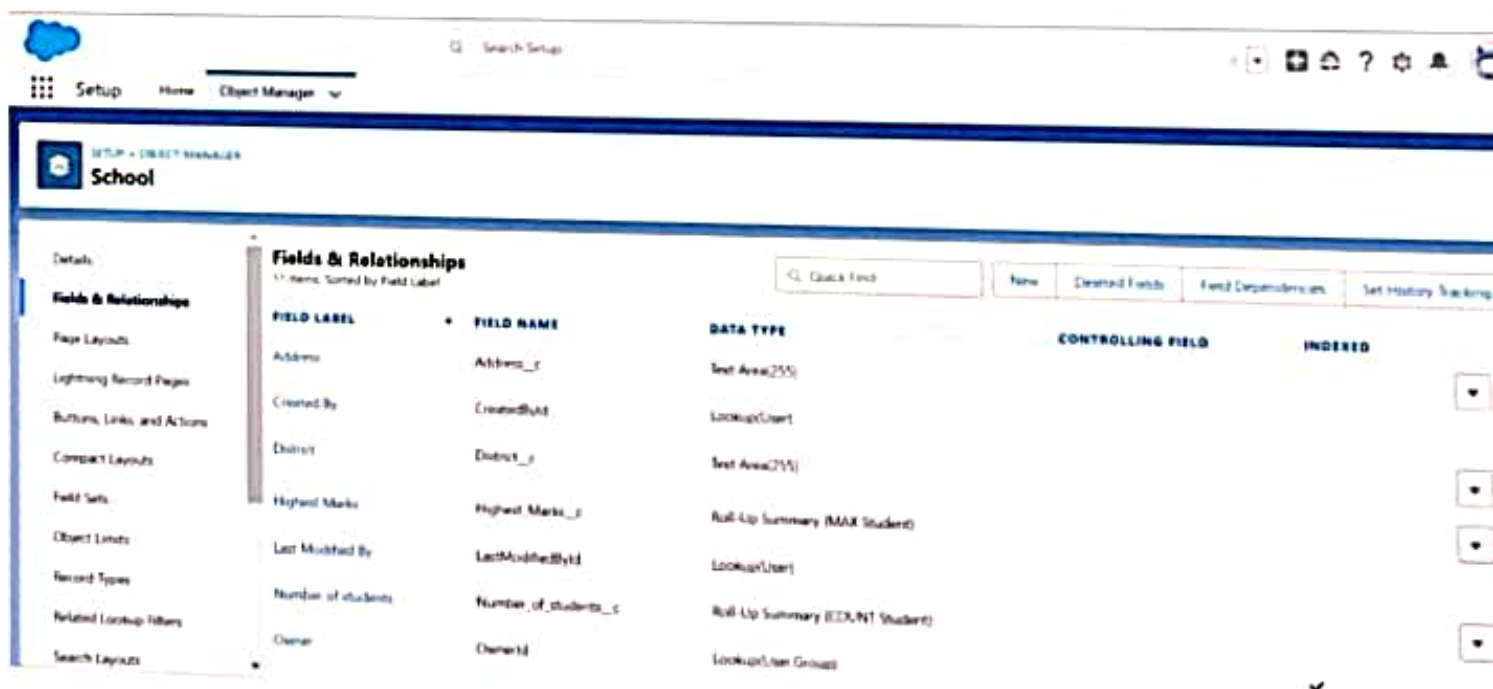 Search Setup
Setup Home Object Manager
SETUP > OBJECT MANAGER
School
Details
Fields & Relationships
Page Layouts
Lightning Record Pages
Buttons, Links, and Actions
Compact Layouts
Field Sets
Object Limits
Record Types
Related Lookup Filters
Search Layouts
Fields & Relationships
11 Items, Sorted by Field Label
Quick Find
New Deleted Fields Field Dependencies Set History Tracking
FIELD LABEL FIELD NAME DATA TYPE CONTROLLING FIELD INDEXED
Address Address__c Text Area(255)
Created By CreatedById Lookup(User)
District District__c Text Area(255)
Highest Marks Highest_Marks__c Roll-Up Summary (MAX Student)
Last Modified By LastModifiedById Lookup(User)
Number of students Number_of_students__c Roll-Up Summary (COUNT Student)
Owner OwnerId Lookup(User,Group)